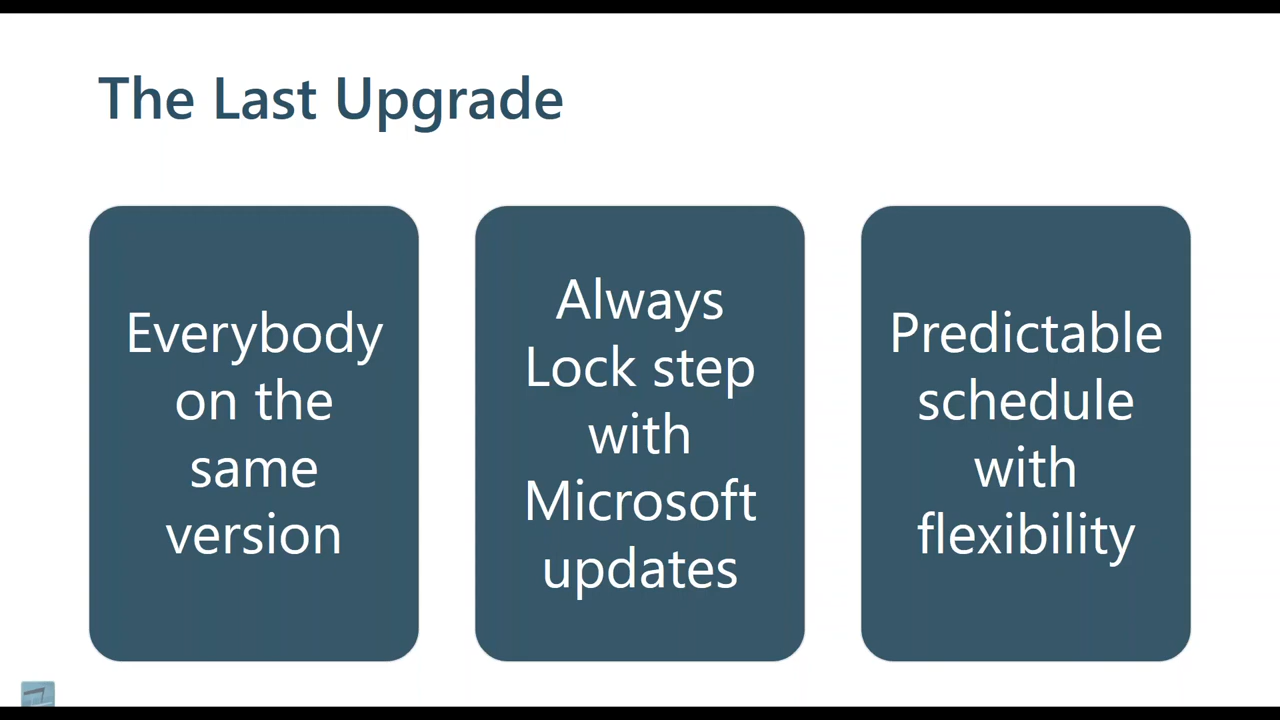 The Last Upgrade
Everybody
on the
same
version
Always
Lock step
with
Microsoft
updates
Predictable
schedule
with
flexibility